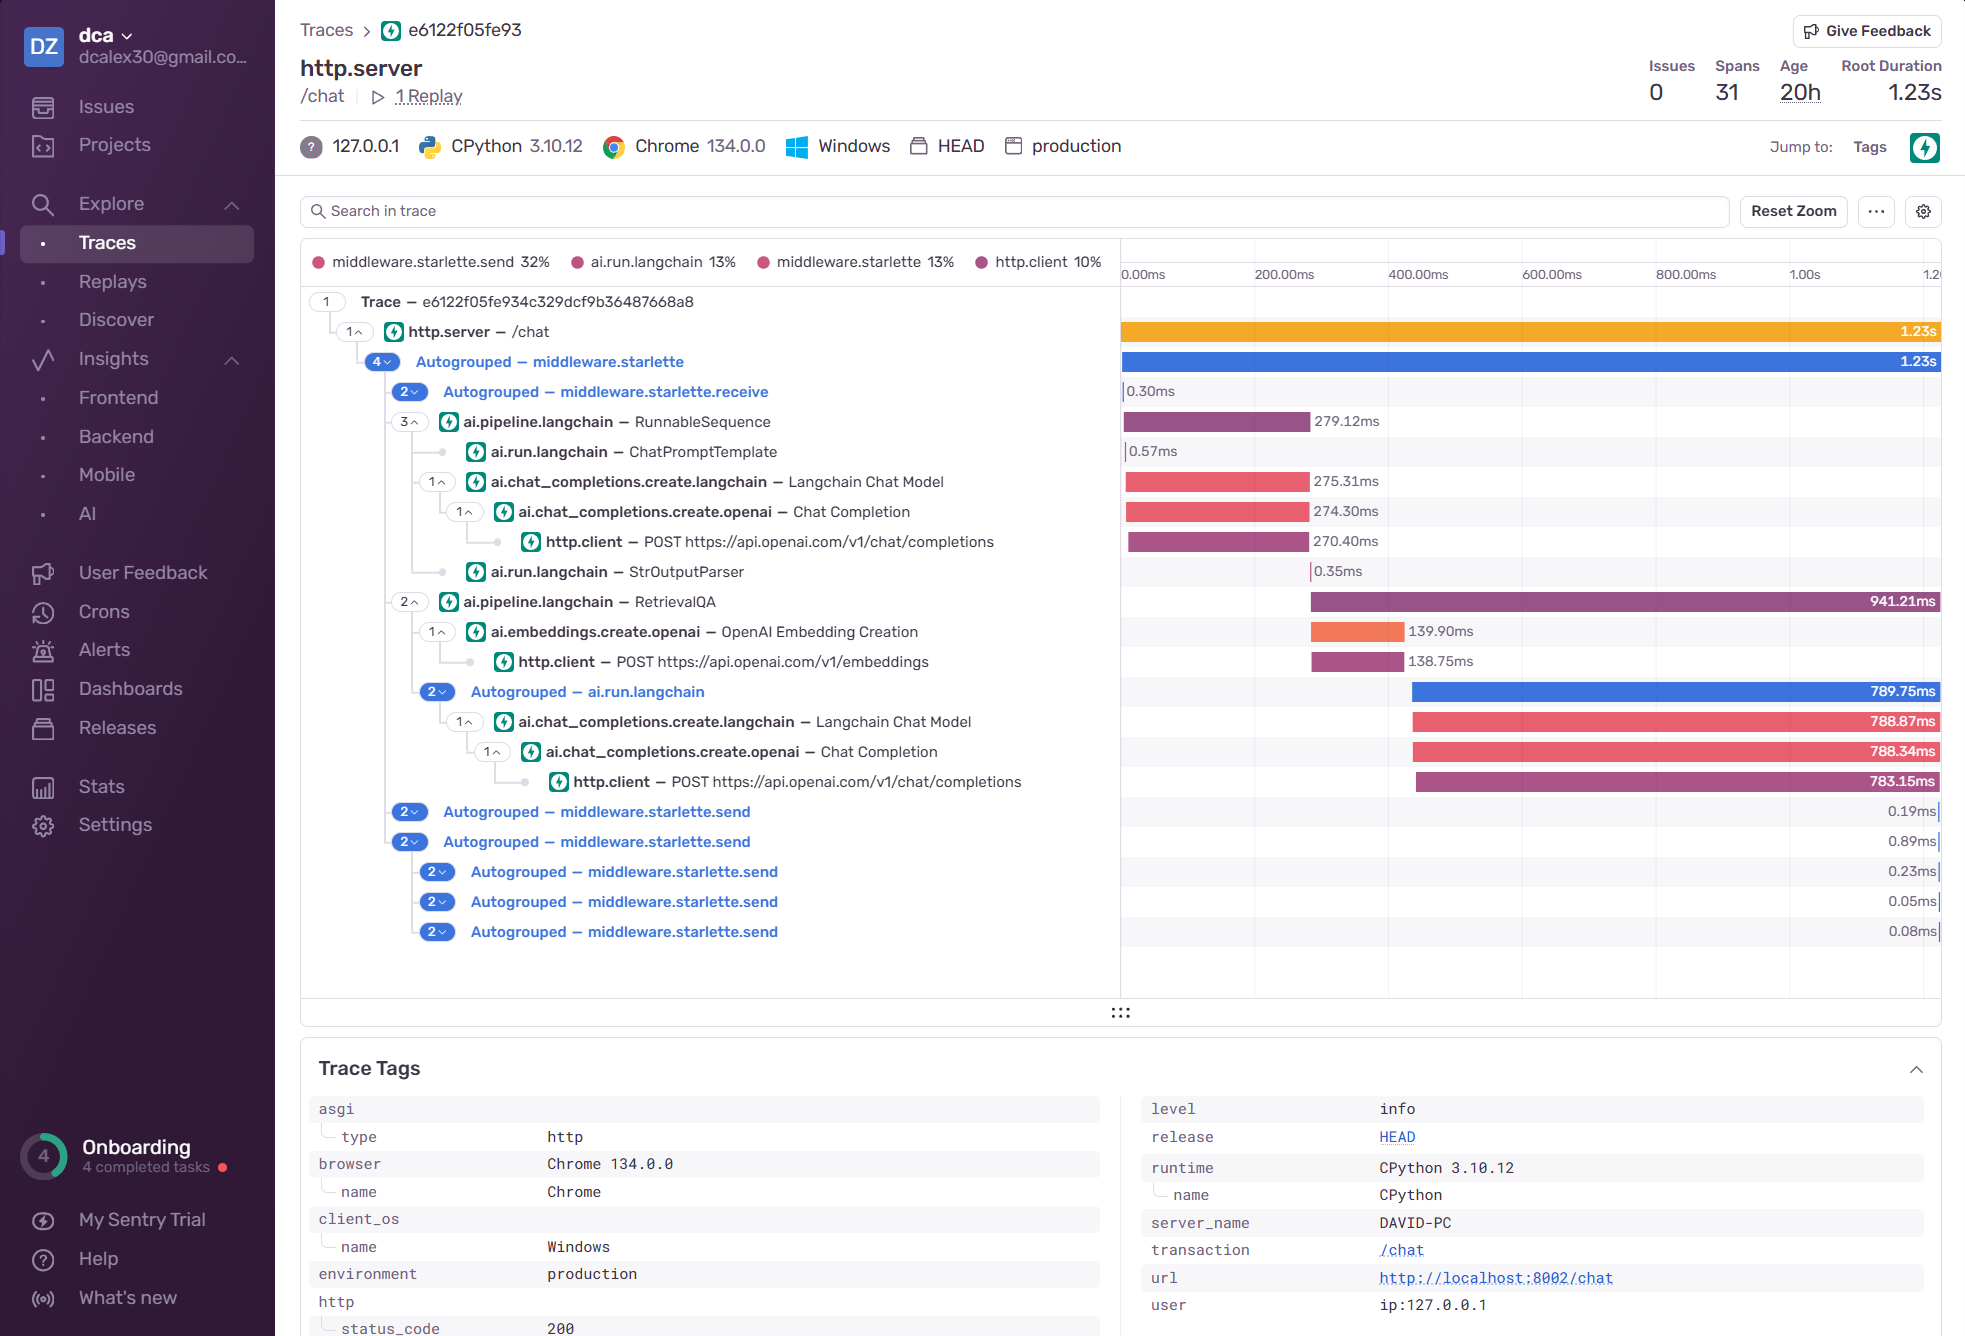 DZ
dca
dcalex30@gmail.co...
Issues
Projects
Explore
Traces
Replays
Discover
Insights
Frontend
Backend
Mobile
AI
User Feedback
Crons
Alerts
Dashboards
Releases
Stats
Settings
4
Onboarding
4 completed tasks
My Sentry Trial
Help
What's new
Traces > e6122f05fe93
Give Feedback
http.server
/chat 1 Replay
Issues Spans Age Root Duration
0 31 20h 1.23s
? 127.0.0.1 CPython 3.10.12 Chrome 134.0.0 Windows HEAD production
Jump to: Tags
Search in trace
Reset Zoom
middleware.starlette.send 32% ai.run.langchain 13% middleware.starlette 13% http.client 10%
0.00ms 200.00ms 400.00ms 600.00ms 800.00ms 1.00s 1.2
1 Trace — e6122f05fe934c329dcf9b36487668a8
1 http.server — /chat 1.23s
4 Autogrouped — middleware.starlette 1.23s
2 Autogrouped — middleware.starlette.receive 0.30ms
3 ai.pipeline.langchain — RunnableSequence 279.12ms
ai.run.langchain — ChatPromptTemplate 0.57ms
1 ai.chat_completions.create.langchain — Langchain Chat Model 275.31ms
1 ai.chat_completions.create.openai — Chat Completion 274.30ms
http.client — POST https://api.openai.com/v1/chat/completions 270.40ms
ai.run.langchain — StrOutputParser 0.35ms
2 ai.pipeline.langchain — RetrievalQA 941.21ms
1 ai.embeddings.create.openai — OpenAI Embedding Creation 139.90ms
http.client — POST https://api.openai.com/v1/embeddings 138.75ms
2 Autogrouped — ai.run.langchain 789.75ms
1 ai.chat_completions.create.langchain — Langchain Chat Model 788.87ms
1 ai.chat_completions.create.openai — Chat Completion 788.34ms
http.client — POST https://api.openai.com/v1/chat/completions 783.15ms
2 Autogrouped — middleware.starlette.send 0.19ms
2 Autogrouped — middleware.starlette.send 0.89ms
2 Autogrouped — middleware.starlette.send 0.23ms
2 Autogrouped — middleware.starlette.send 0.05ms
2 Autogrouped — middleware.starlette.send 0.08ms
Trace Tags
asgi
type http
browser Chrome 134.0.0
name Chrome
client_os
name Windows
environment production
http
status_code 200
level info
release HEAD
runtime CPython 3.10.12
name CPython
server_name DAVID-PC
transaction /chat
url http://localhost:8002/chat
user ip:127.0.0.1